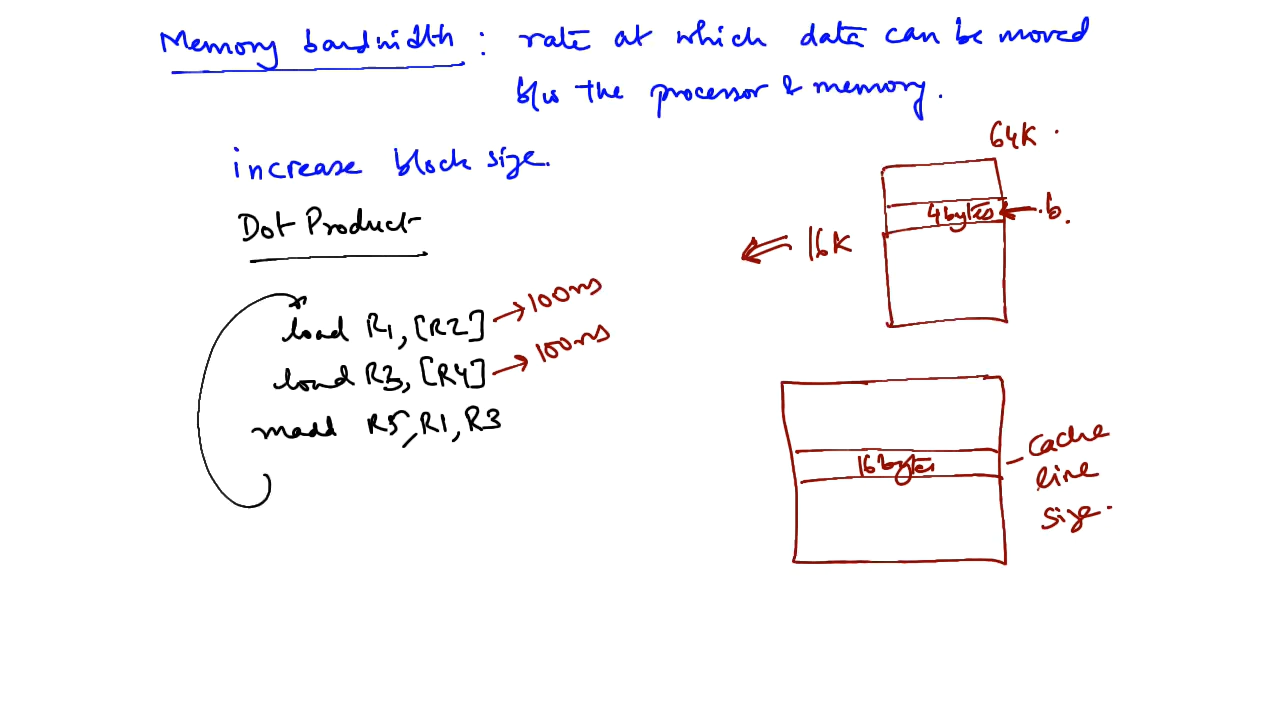 Memory bandwidth : rate at which data can be moved
b/w the processor & memory.
increase block size.
Dot Product
load R1, [R2] → 100ns
load R3, [R4] → 100ns
madd R5, R1, R3
64K
4bytes ← b.
⇐ 16K
16bytes
cache
line
size.